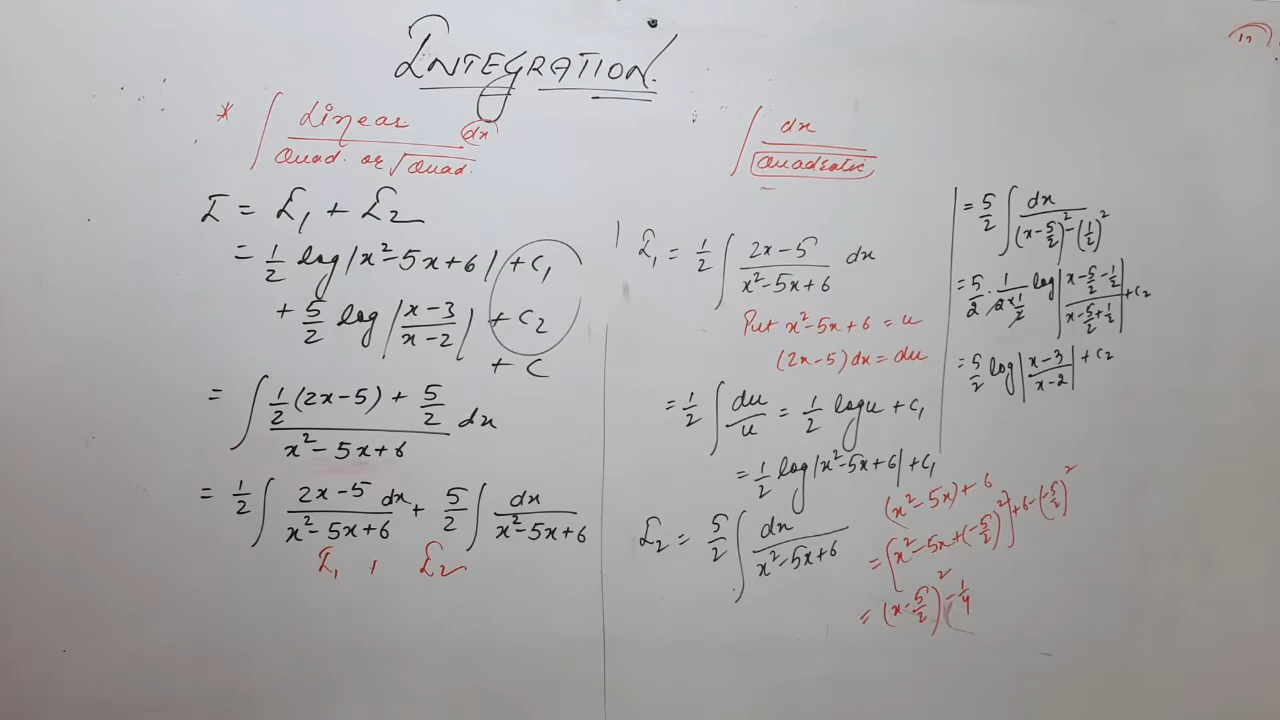 INTEGRATION.
* ∫ Linear / Quad. or √Quad. dx
I = I₁ + I₂
= 1/2 log|x²-5x+6| + C₁
+ 5/2 log|(x-3)/(x-2)| + C₂
+ C
= ∫ (1/2(2x-5) + 5/2)/(x²-5x+6) dx
= 1/2 ∫ (2x-5)/(x²-5x+6) dx + 5/2 ∫ dx/(x²-5x+6)
I₁ , I₂
∫ dx/Quadratic
I₁ = 1/2 ∫ (2x-5)/(x²-5x+6) dx
Put x²-5x+6 = u
(2x-5)dx = du
= 1/2 ∫ du/u = 1/2 log u + C₁
= 1/2 log|x²-5x+6| + C₁
I₂ = 5/2 ∫ dx/(x²-5x+6)
(x²-5x)+6
= [x²-5x+(-5/2)²]+6-(-5/2)²
= (x-5/2)² - 1/4
= 5/2 ∫ dx/((x-5/2)²-(1/2)²)
= 5/2 . 1/(2×1/2) log|(x-5/2-1/2)/(x-5/2+1/2)| + C₂
= 5/2 log|(x-3)/(x-2)| + C₂